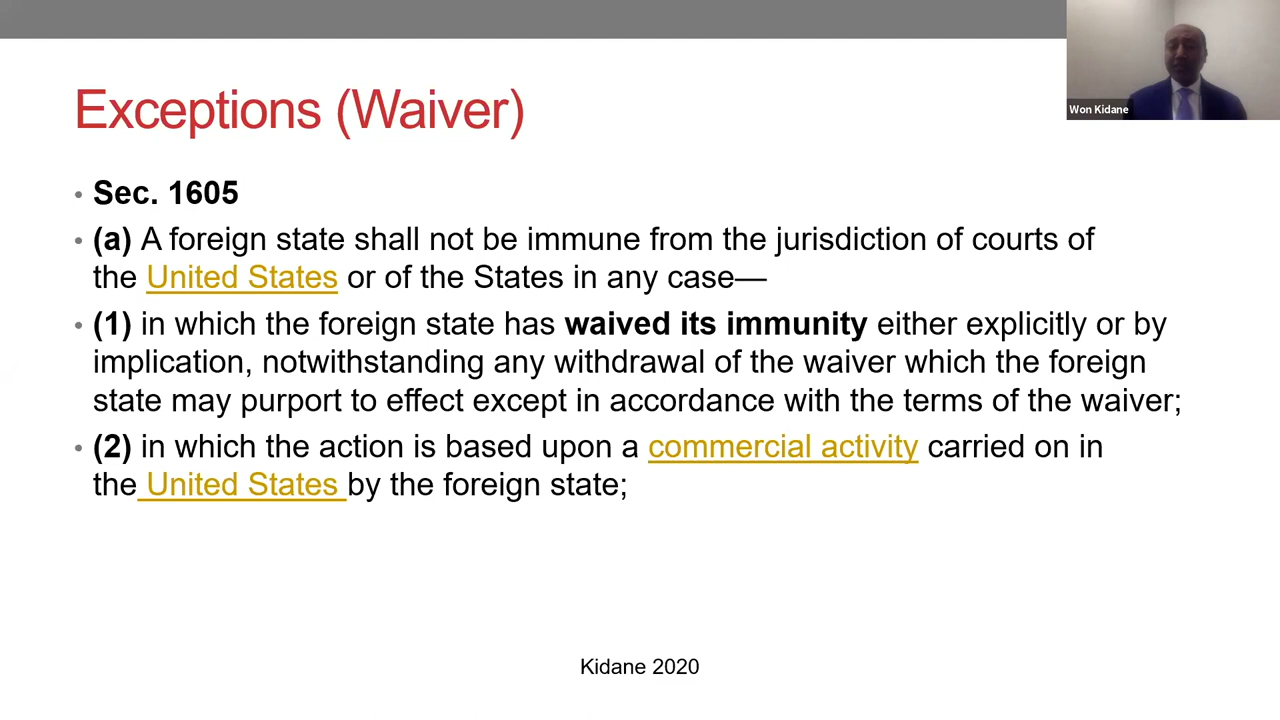 Exceptions (Waiver)
Won Kidane
• Sec. 1605
• (a) A foreign state shall not be immune from the jurisdiction of courts of
the United States or of the States in any case—
• (1) in which the foreign state has waived its immunity either explicitly or by
implication, notwithstanding any withdrawal of the waiver which the foreign
state may purport to effect except in accordance with the terms of the waiver;
• (2) in which the action is based upon a commercial activity carried on in
the United States by the foreign state;
Kidane 2020